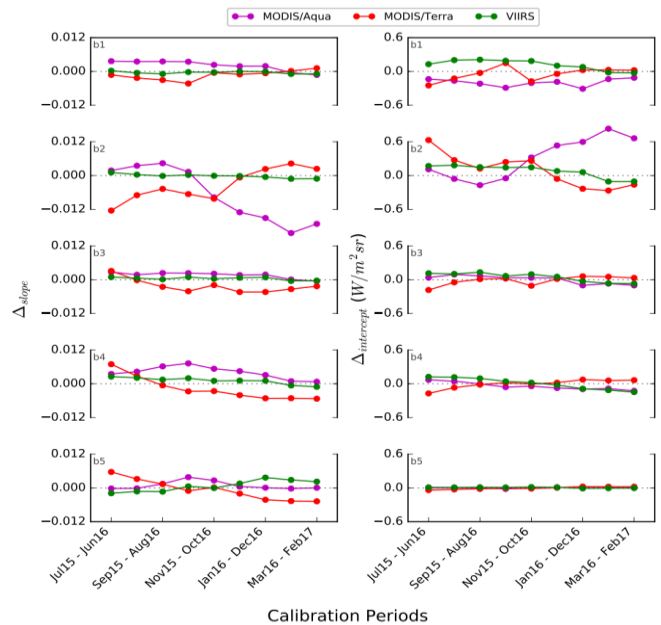 MODIS/Aqua MODIS/Terra VIIRS
0.012 b1 0.6 b1
0.000 0.0
−0.012 −0.6
0.012 b2 0.6 b2
0.000 0.0
−0.012 −0.6
0.012 b3 0.6 b3
0.000 0.0
−0.012 −0.6
0.012 b4 0.6 b4
0.000 0.0
−0.012 −0.6
0.012 b5 0.6 b5
0.000 0.0
−0.012 −0.6
Δslope
Δintercept (W/m²sr)
Jul15 - Jun16
Sep15 - Aug16
Nov15 - Oct16
Jan16 - Dec16
Mar16 - Feb17
Jul15 - Jun16
Sep15 - Aug16
Nov15 - Oct16
Jan16 - Dec16
Mar16 - Feb17
Calibration Periods